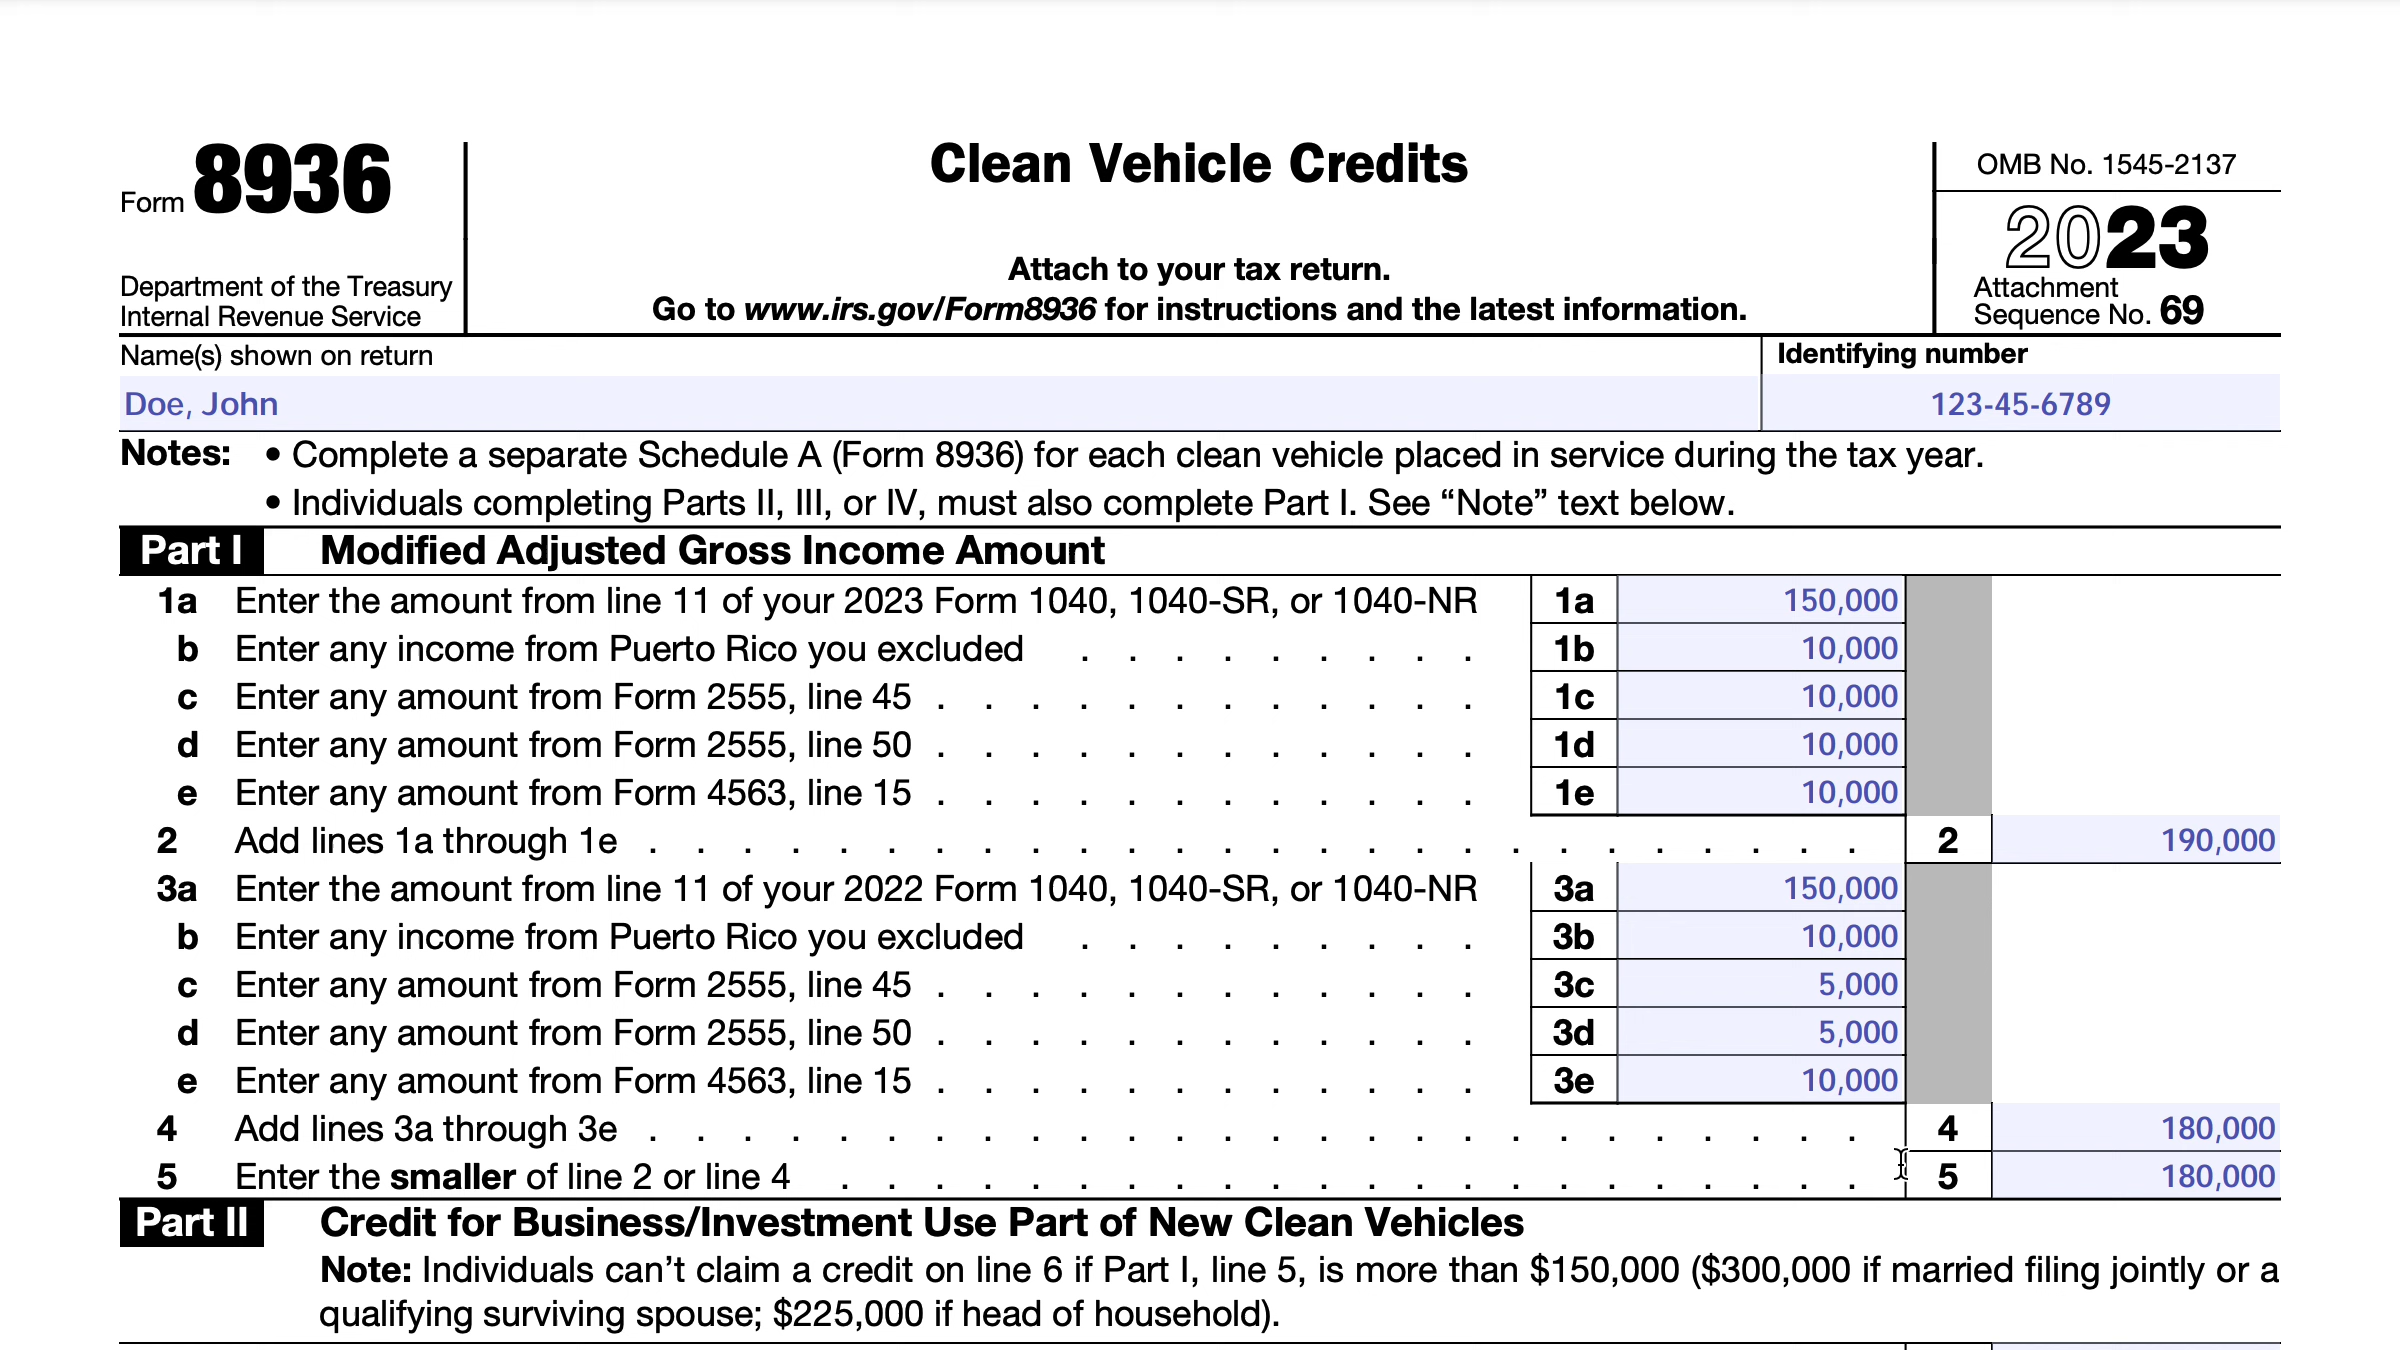 Form 8936
Clean Vehicle Credits
OMB No. 1545-2137
2023
Department of the Treasury
Internal Revenue Service
Attach to your tax return.
Go to www.irs.gov/Form8936 for instructions and the latest information.
Attachment
Sequence No. 69
Name(s) shown on return
Identifying number
Doe, John
123-45-6789
Notes: • Complete a separate Schedule A (Form 8936) for each clean vehicle placed in service during the tax year.
• Individuals completing Parts II, III, or IV, must also complete Part I. See “Note” text below.
Part I Modified Adjusted Gross Income Amount
1a Enter the amount from line 11 of your 2023 Form 1040, 1040-SR, or 1040-NR 1a 150,000
b Enter any income from Puerto Rico you excluded . . . . . . . . . 1b 10,000
c Enter any amount from Form 2555, line 45 . . . . . . . . . . . . 1c 10,000
d Enter any amount from Form 2555, line 50 . . . . . . . . . . . . 1d 10,000
e Enter any amount from Form 4563, line 15 . . . . . . . . . . . . 1e 10,000
2 Add lines 1a through 1e . . . . . . . . . . . . . . . . . . . . . . . . . . 2 190,000
3a Enter the amount from line 11 of your 2022 Form 1040, 1040-SR, or 1040-NR 3a 150,000
b Enter any income from Puerto Rico you excluded . . . . . . . . . 3b 10,000
c Enter any amount from Form 2555, line 45 . . . . . . . . . . . . 3c 5,000
d Enter any amount from Form 2555, line 50 . . . . . . . . . . . . 3d 5,000
e Enter any amount from Form 4563, line 15 . . . . . . . . . . . . 3e 10,000
4 Add lines 3a through 3e . . . . . . . . . . . . . . . . . . . . . . . . . . 4 180,000
5 Enter the smaller of line 2 or line 4 . . . . . . . . . . . . . . . . . . . . . . 5 180,000
Part II Credit for Business/Investment Use Part of New Clean Vehicles
Note: Individuals can’t claim a credit on line 6 if Part I, line 5, is more than $150,000 ($300,000 if married filing jointly or a
qualifying surviving spouse; $225,000 if head of household).